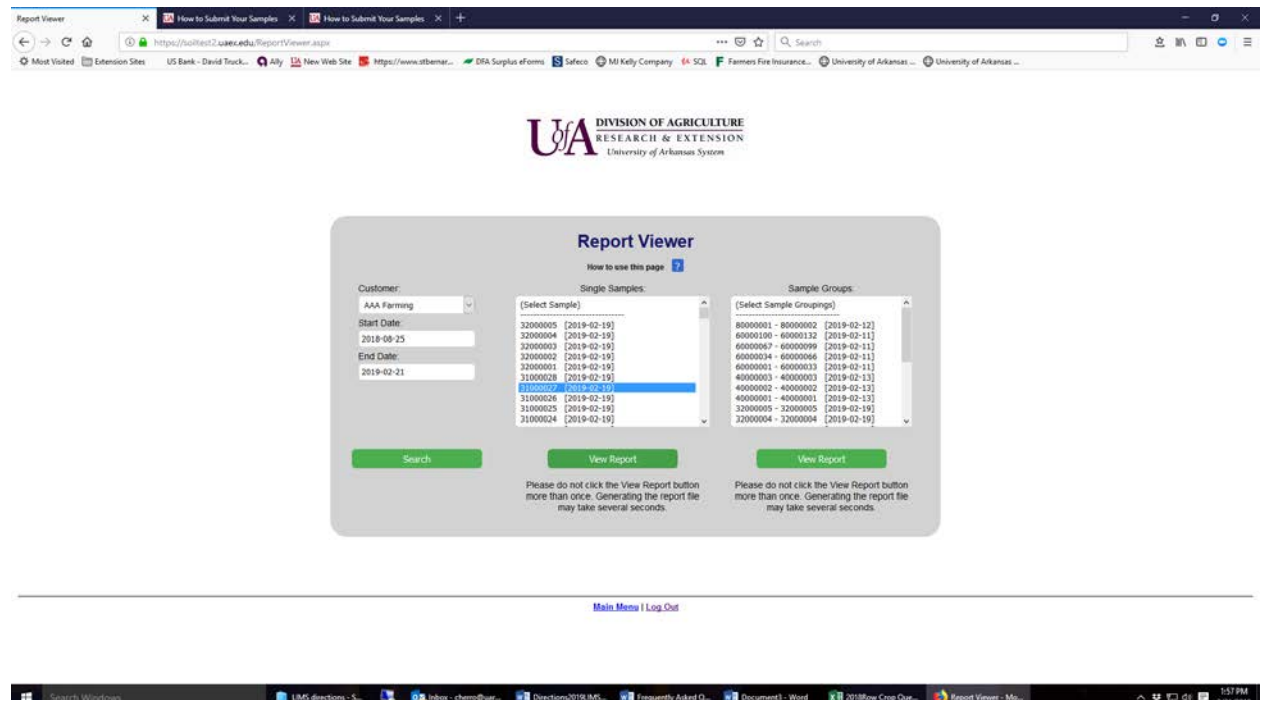 Report Viewer
How to Submit Your Samples
How to Submit Your Samples
https://soiltest2.uaex.edu/ReportViewer.aspx
Search
Most Visited
Extension Sites
US Bank - David Truck...
Ally
New Web Site
https://www.stbernar...
DFA Surplus eForms
Safeco
MJ Kelly Company
SQL
Farmers Fire Insurance...
University of Arkansas ...
University of Arkansas ...
UofA
DIVISION OF AGRICULTURE
RESEARCH & EXTENSION
University of Arkansas System
Report Viewer
How to use this page ?
Customer:
AAA Farming
Start Date:
2018-08-25
End Date:
2019-02-21
Search
Single Samples:
(Select Sample)
--------------------------------
32000005 [2019-02-19]
32000004 [2019-02-19]
32000003 [2019-02-19]
32000002 [2019-02-19]
32000001 [2019-02-19]
31000028 [2019-02-19]
31000027 [2019-02-19]
31000026 [2019-02-19]
31000025 [2019-02-19]
31000024 [2019-02-19]
View Report
Please do not click the View Report button
more than once. Generating the report file
may take several seconds.
Sample Groups:
(Select Sample Groupings)
--------------------------------
80000001 - 80000002 [2019-02-12]
60000100 - 60000132 [2019-02-11]
60000067 - 60000099 [2019-02-11]
60000034 - 60000066 [2019-02-11]
60000001 - 60000033 [2019-02-11]
40000003 - 40000003 [2019-02-13]
40000002 - 40000002 [2019-02-13]
40000001 - 40000001 [2019-02-13]
32000005 - 32000005 [2019-02-19]
32000004 - 32000004 [2019-02-19]
View Report
Please do not click the View Report button
more than once. Generating the report file
may take several seconds.
Main Menu | Log Out
Search Windows
LIMS directions - S...
Inbox - cherro@uar...
Directions2019LIMS...
Frequently Asked Q...
Document1 - Word
2018Row Crop Que...
Report Viewer - Mo...
1:57 PM